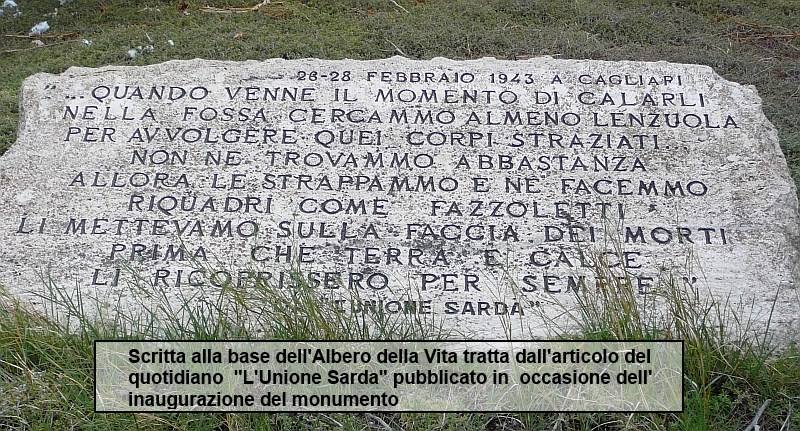 26-28 FEBBRAIO 1943 A CAGLIARI
"...QUANDO VENNE IL MOMENTO DI CALARLI
NELLA FOSSA CERCAMMO ALMENO LENZUOLA
PER AVVOLGERE QUEI CORPI STRAZIATI...
NON NE TROVAMMO ABBASTANZA
ALLORA LE STRAPPAMMO E NE FACEMMO
RIQUADRI COME FAZZOLETTI
LI METTEVAMO SULLA FACCIA DEI MORTI
PRIMA CHE TERRA E CALCE
LI RICOPRISSERO PER SEMPRE!"
"L'UNIONE SARDA"
Scritta alla base dell'Albero della Vita tratta dall'articolo del
quotidiano "L'Unione Sarda" pubblicato in occasione dell'
inaugurazione del monumento